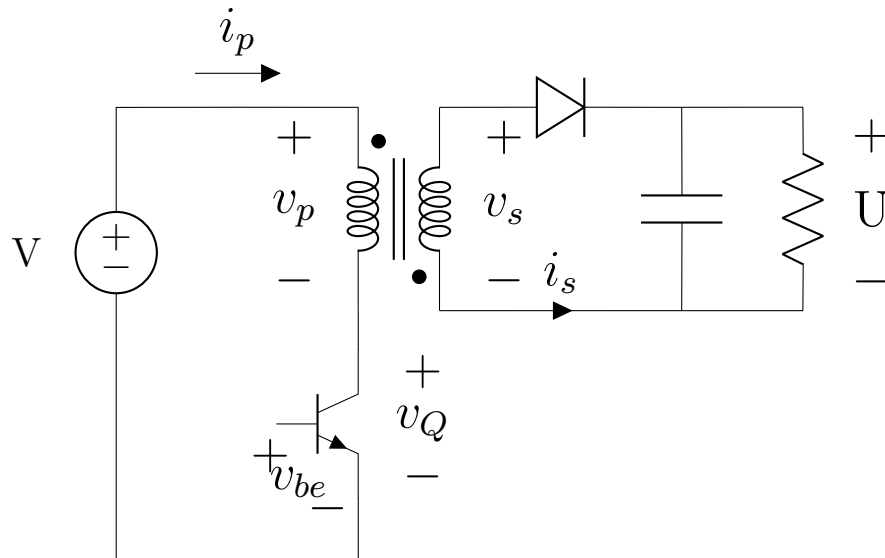 i_p
+ + +
V + − v_p v_s U
− − i_s −
+ v_Q −
+ v_be −